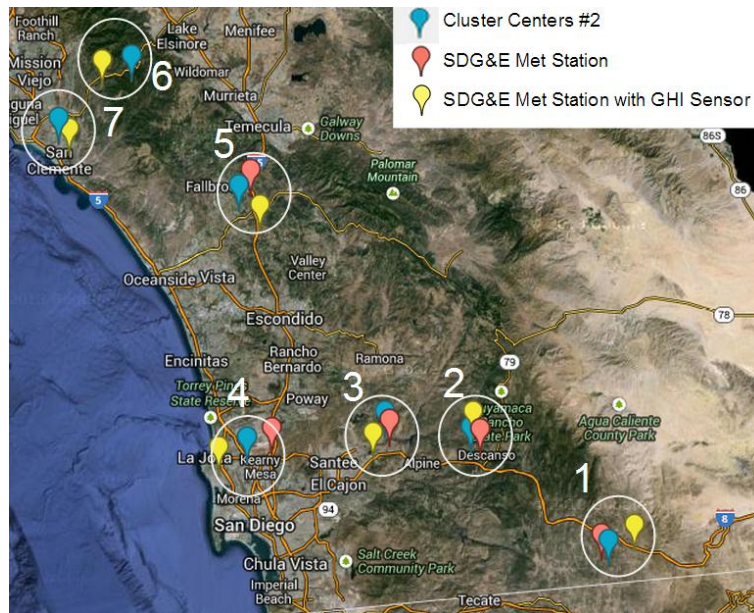 Cluster Centers #2
SDG&E Met Station
SDG&E Met Station with GHI Sensor
Foothill
Ranch
Mission
Viejo
Lake
Elsinore
Menifee
Wildomar
6
Murrieta
7
San
Clemente
5
Temecula
Galway
Downs
5
Fallbro
Palomar
Mountain
86S
86
Valley
Center
Oceanside
Vista
Escondido
78
79
Encinitas
Rancho
Bernardo
Ramona
Torrey Pines
State Reserve
Poway
4
3
2
1
Agua Caliente
County Park
La Jolla
Kearny
Mesa
Santee
Alpine
Descanso
El Cajon
Morena
94
San Diego
8
Chula Vista
Salt Creek
Community Park
Imperial
Beach
Tecate